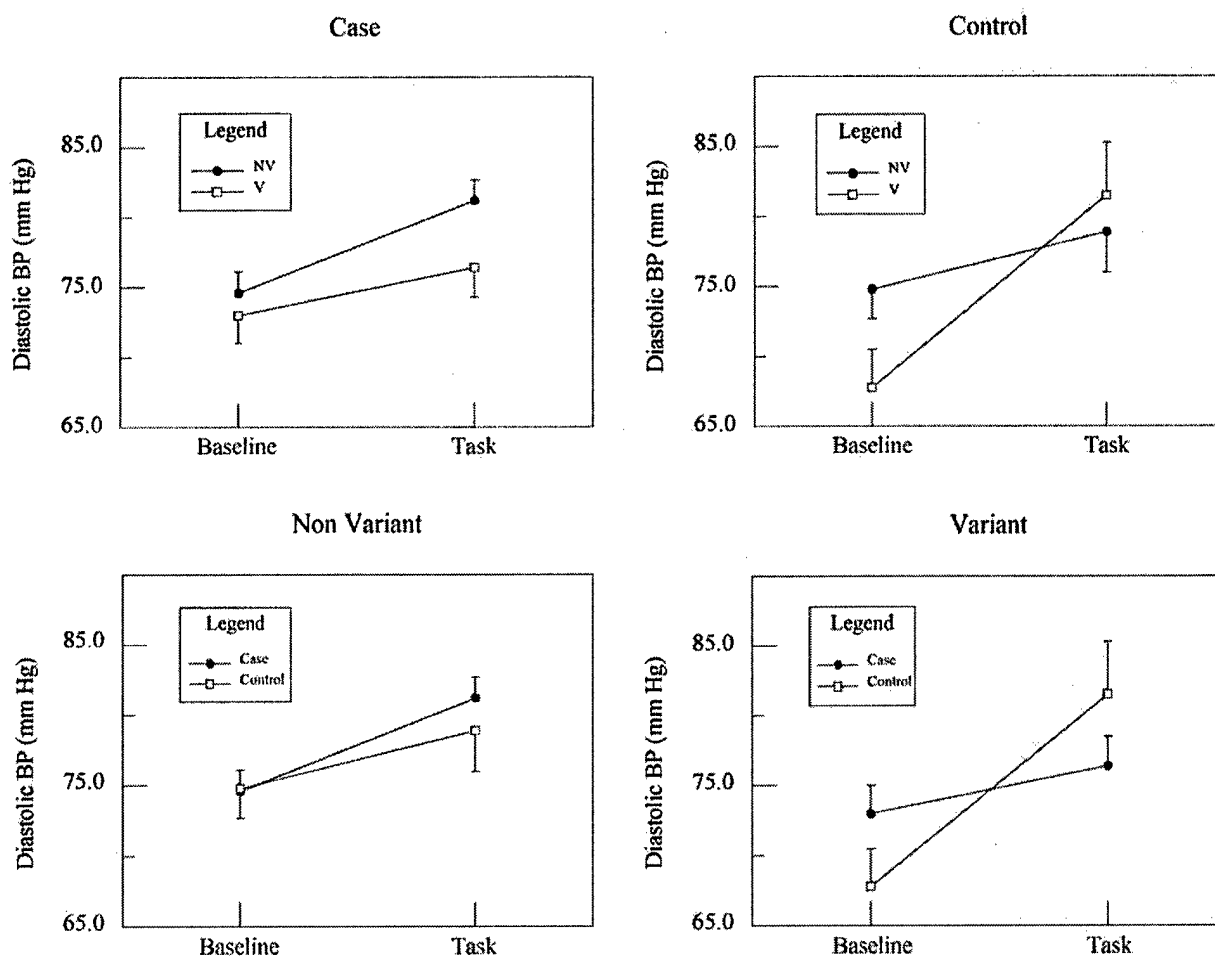 Case
Diastolic BP (mm Hg)
85.0
75.0
65.0
Legend
NV
V
Baseline Task
Control
Diastolic BP (mm Hg)
85.0
75.0
65.0
Legend
NV
V
Baseline Task
Non Variant
Diastolic BP (mm Hg)
85.0
75.0
65.0
Legend
Case
Control
Baseline Task
Variant
Diastolic BP (mm Hg)
85.0
75.0
65.0
Legend
Case
Control
Baseline Task